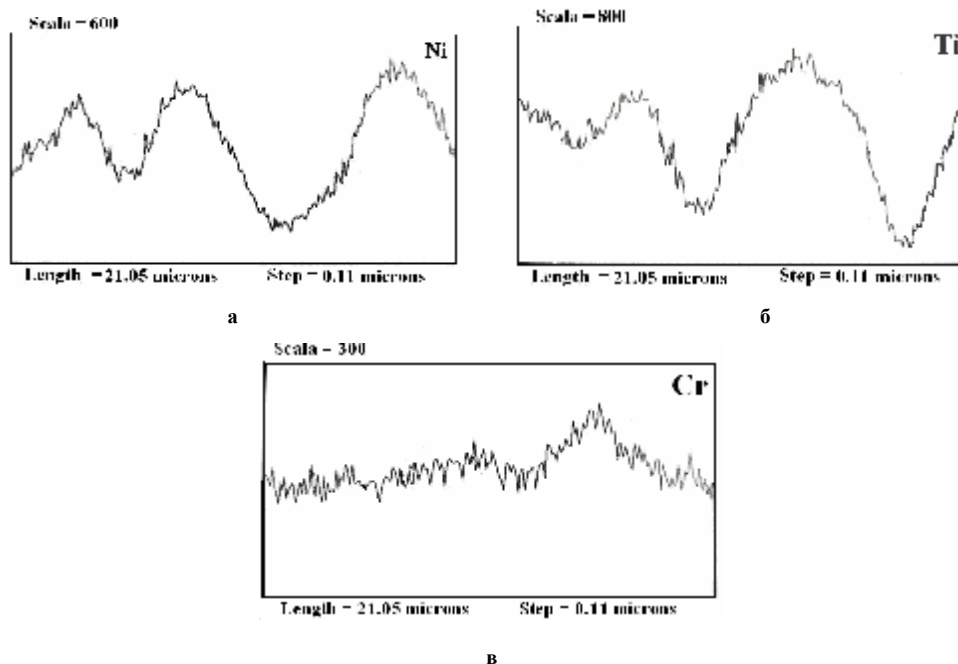 Scala = 600
Ni
Length = 21.05 microns Step = 0.11 microns
а
Scala = 800
Ti
Length = 21.05 microns Step = 0.11 microns
б
Scala = 300
Cr
Length = 21.05 microns Step = 0.11 microns
в